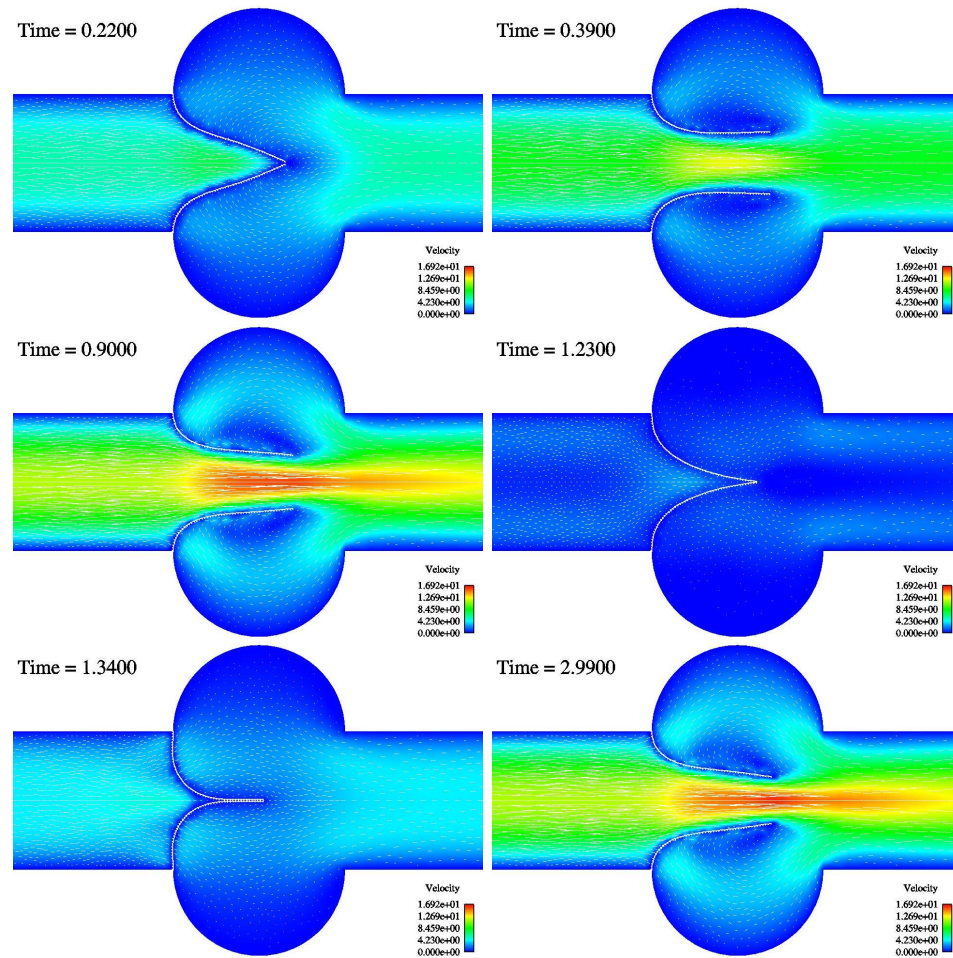 Time = 0.2200
Velocity
1.692e+01
1.269e+01
8.459e+00
4.230e+00
0.000e+00
Time = 0.3900
Velocity
1.692e+01
1.269e+01
8.459e+00
4.230e+00
0.000e+00
Time = 0.9000
Velocity
1.692e+01
1.269e+01
8.459e+00
4.230e+00
0.000e+00
Time = 1.2300
Velocity
1.692e+01
1.269e+01
8.459e+00
4.230e+00
0.000e+00
Time = 1.3400
Velocity
1.692e+01
1.269e+01
8.459e+00
4.230e+00
0.000e+00
Time = 2.9900
Velocity
1.692e+01
1.269e+01
8.459e+00
4.230e+00
0.000e+00